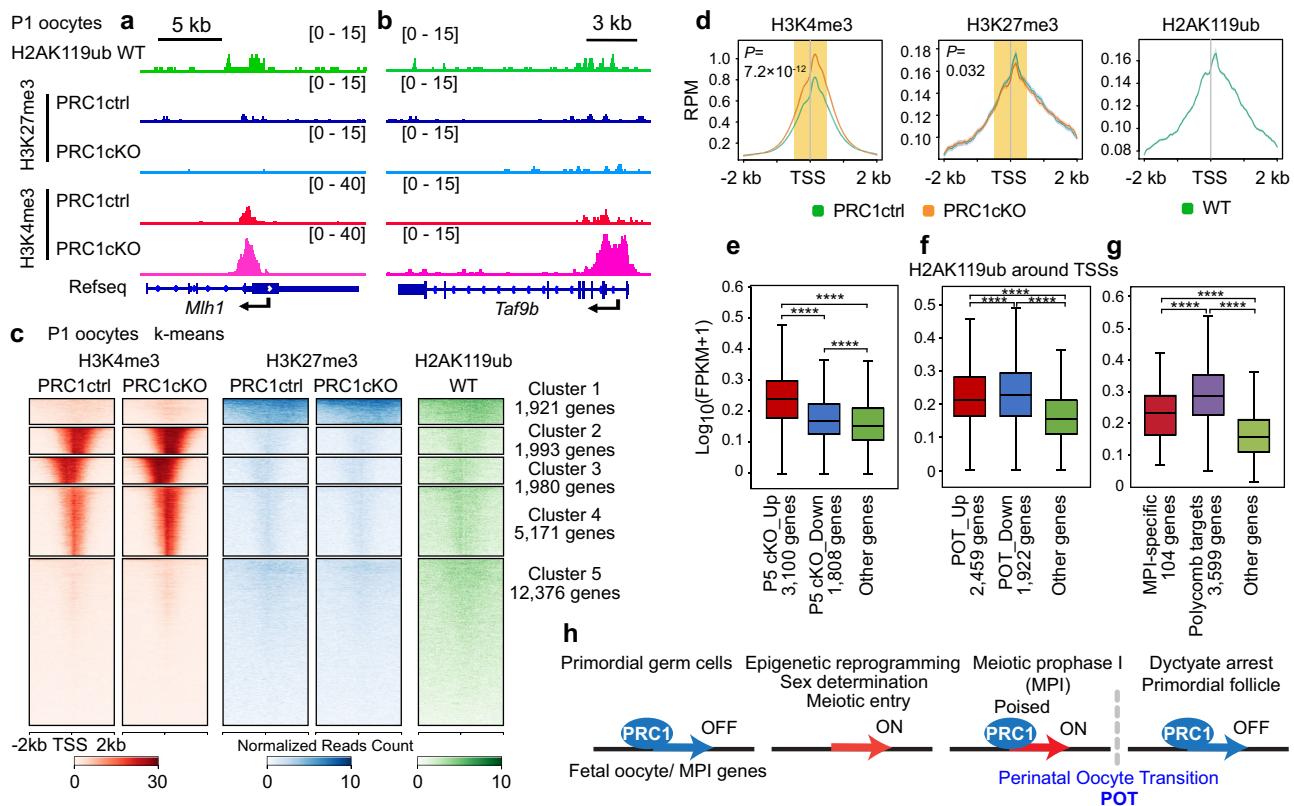 P1 oocytes
a
5 kb
[0 - 15]
H2AK119ub WT
[0 - 15]
H3K27me3
PRC1ctrl
[0 - 15]
PRC1cKO
[0 - 40]
H3K4me3
PRC1ctrl
[0 - 40]
PRC1cKO
Refseq
Mlh1
b
[0 - 15]
3 kb
[0 - 15]
[0 - 15]
[0 - 15]
[0 - 15]
Taf9b
c
P1 oocytes k-means
H3K4me3
H3K27me3
H2AK119ub
PRC1ctrl
PRC1cKO
PRC1ctrl
PRC1cKO
WT
Cluster 1
1,921 genes
Cluster 2
1,993 genes
Cluster 3
1,980 genes
Cluster 4
5,171 genes
Cluster 5
12,376 genes
-2kb TSS 2kb
Normalized Reads Count
0
30
0
10
0
10
d
H3K4me3
P=
7.2×10-12
RPM
1.0
0.8
0.6
0.4
0.2
-2 kb
TSS
2 kb
H3K27me3
P=
0.032
0.18
0.16
0.14
0.12
0.10
-2 kb
TSS
2 kb
PRC1ctrl
PRC1cKO
H2AK119ub
0.16
0.14
0.12
0.10
0.08
-2 kb
TSS
2 kb
WT
e
f
g
H2AK119ub around TSSs
Log10(FPKM+1)
0.6
0.5
0.4
0.3
0.2
0.1
0
****
****
****
P5 cKO_Up
3,100 genes
P5 cKO_Down
1,808 genes
Other genes
0.5
0.4
0.3
0.2
0.1
0
****
****
****
POT_Up
2,459 genes
POT_Down
1,922 genes
Other genes
0.6
0.5
0.4
0.3
0.2
0.1
0
****
****
****
MPI-specific
104 genes
Polycomb targets
3,599 genes
Other genes
h
Primordial germ cells
PRC1
OFF
Fetal oocyte/ MPI genes
Epigenetic reprogramming
Sex determination
Meiotic entry
ON
Meiotic prophase I
(MPI)
Poised
PRC1
ON
Dyctyate arrest
Primordial follicle
PRC1
OFF
Perinatal Oocyte Transition
POT